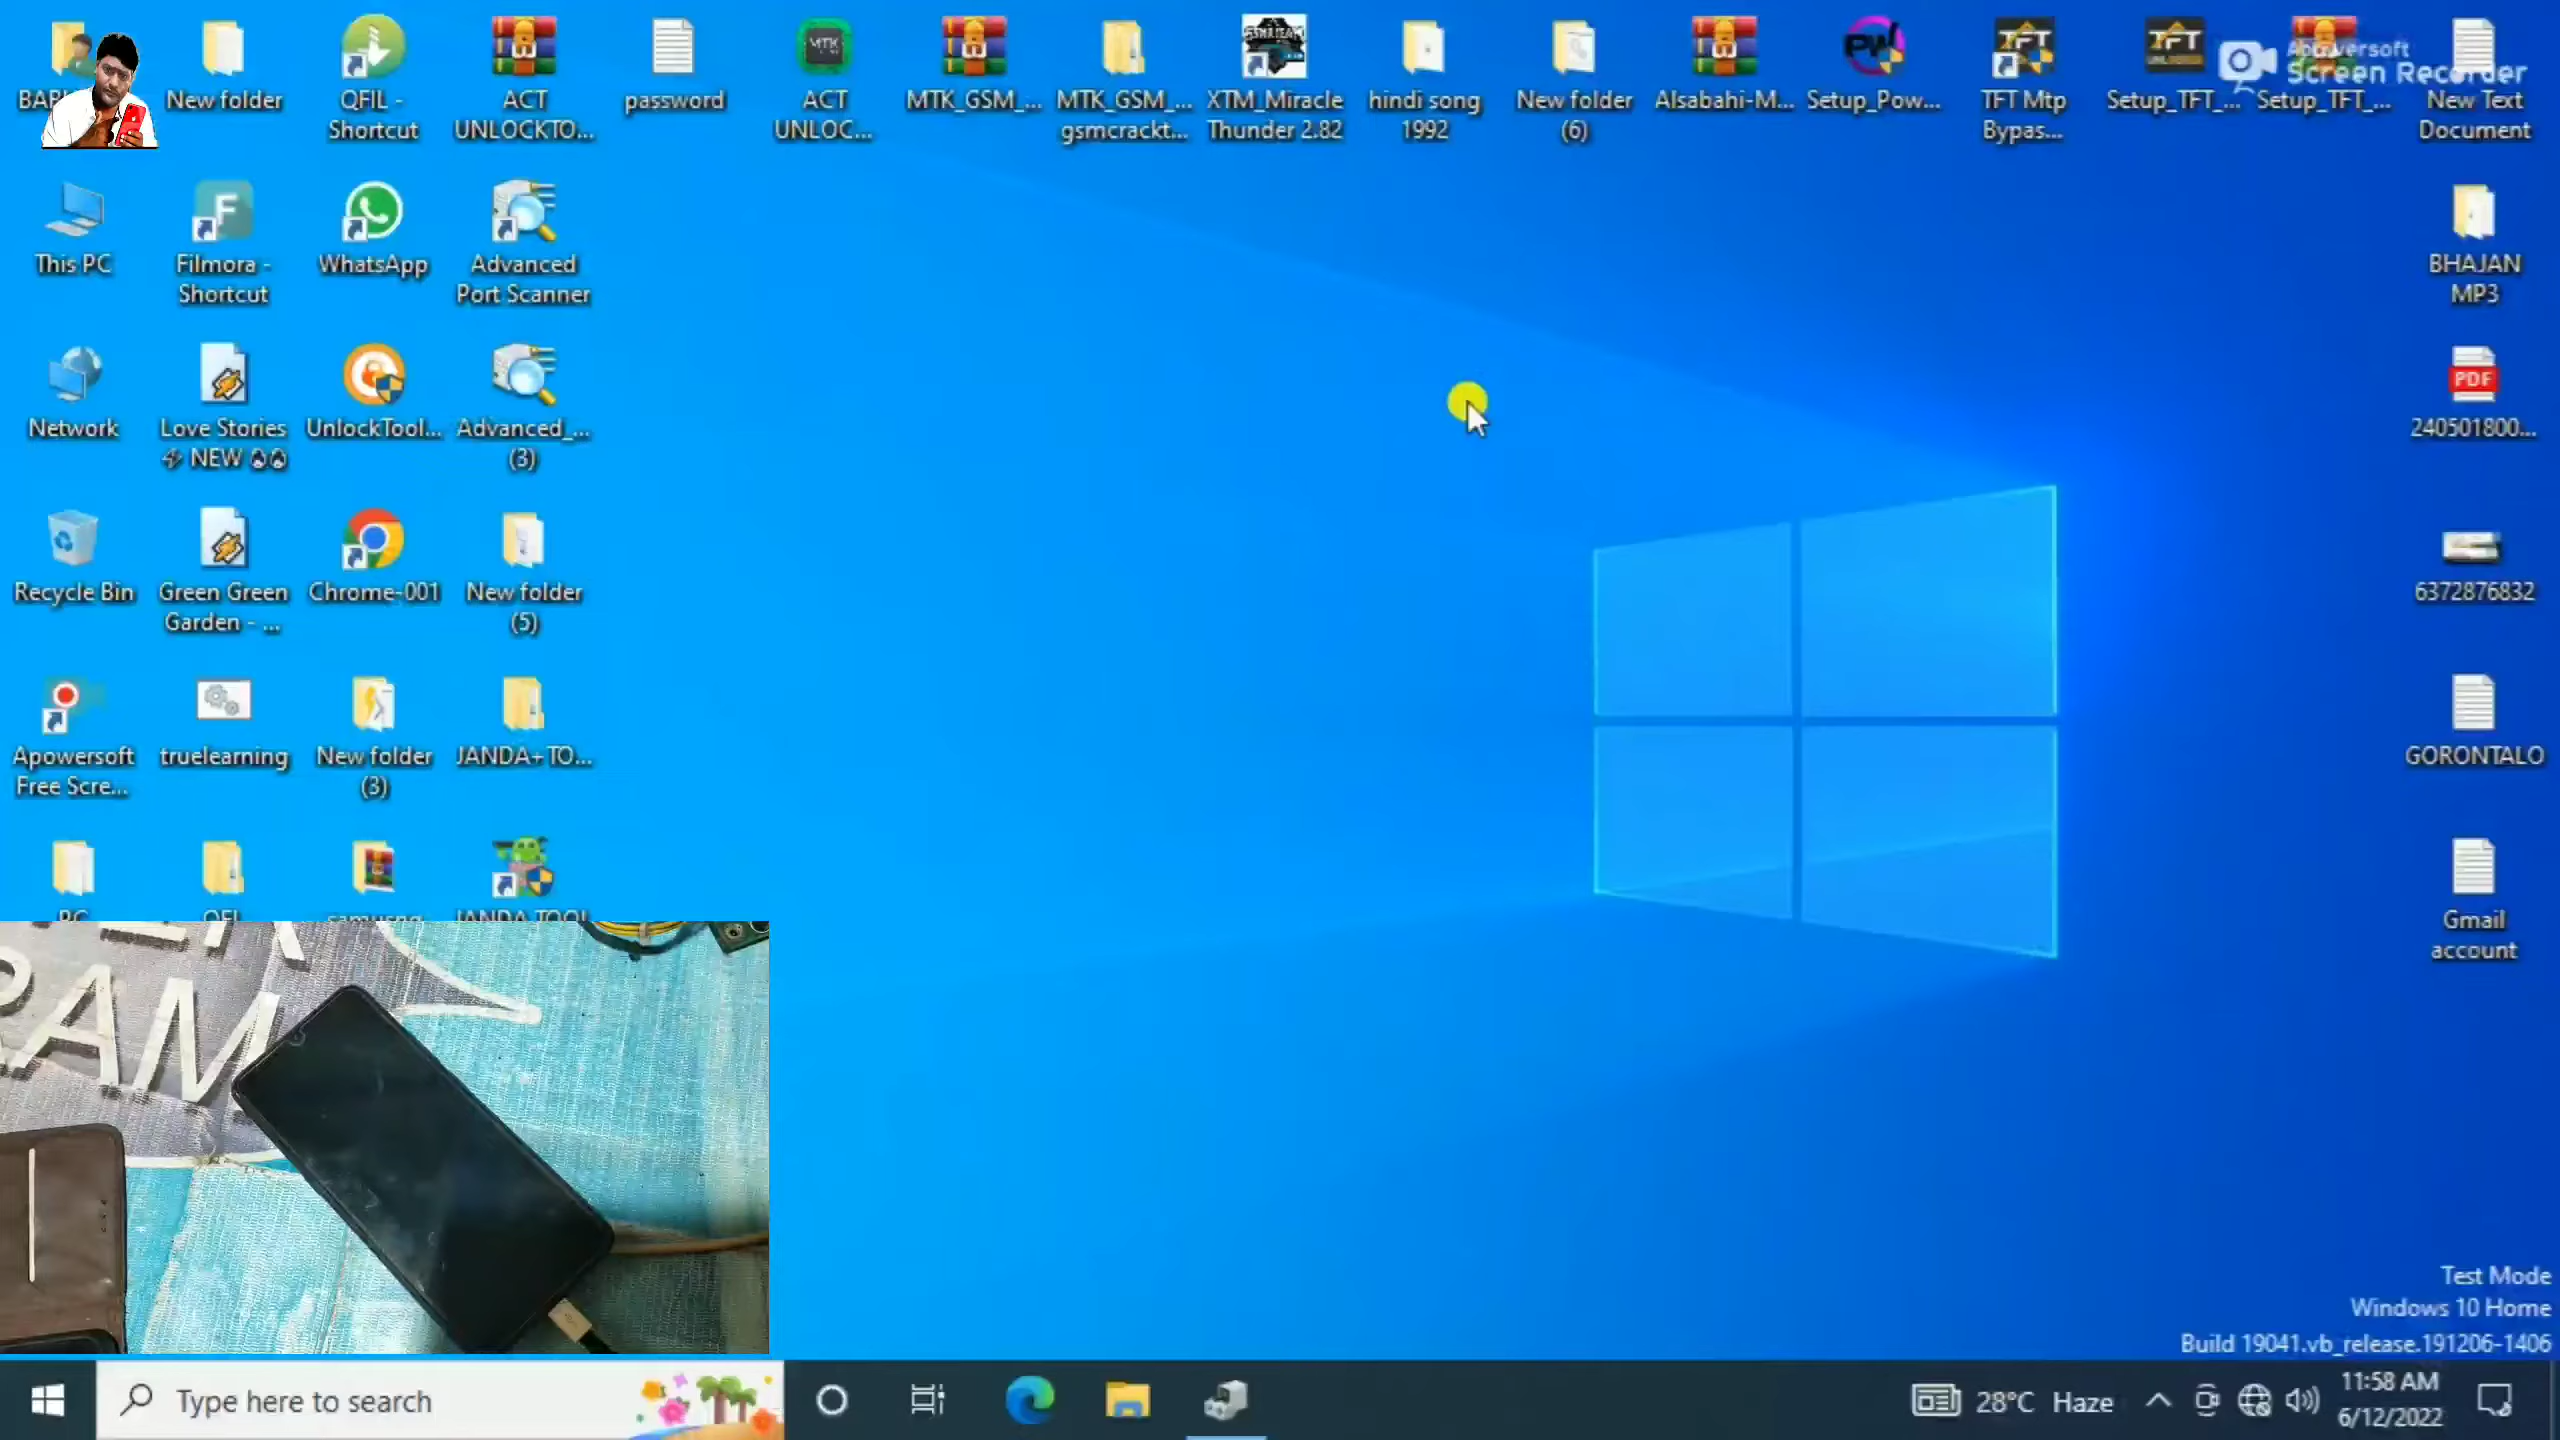 New folder
QFIL -
Shortcut
ACT
UNLOCKTO...
password
ACT
UNLOC...
MTK_GSM_...
MTK_GSM_...
gsmcrackt...
XTM_Miracle
Thunder 2.82
hindi song
1992
New folder
(6)
Alsabahi-M...
Setup_Pow...
TFT Mtp
Bypas...
Setup_TFT_...
Setup_TFT_...
New Text
Document
Apowersoft
Screen Recorder
This PC
Filmora -
Shortcut
WhatsApp
Advanced
Port Scanner
BHAJAN
MP3
Network
Love Stories
⚡ NEW
UnlockTool...
Advanced_...
(3)
PDF
240501800...
Recycle Bin
Green Green
Garden - ...
Chrome-001
New folder
(5)
6372876832
Apowersoft
Free Scre...
truelearning
New folder
(3)
JANDA+TO...
GORONTALO
Gmail
account
RAM
Test Mode
Windows 10 Home
Build 19041.vb_release.191206-1406
Type here to search
28°C Haze
11:58 AM
6/12/2022